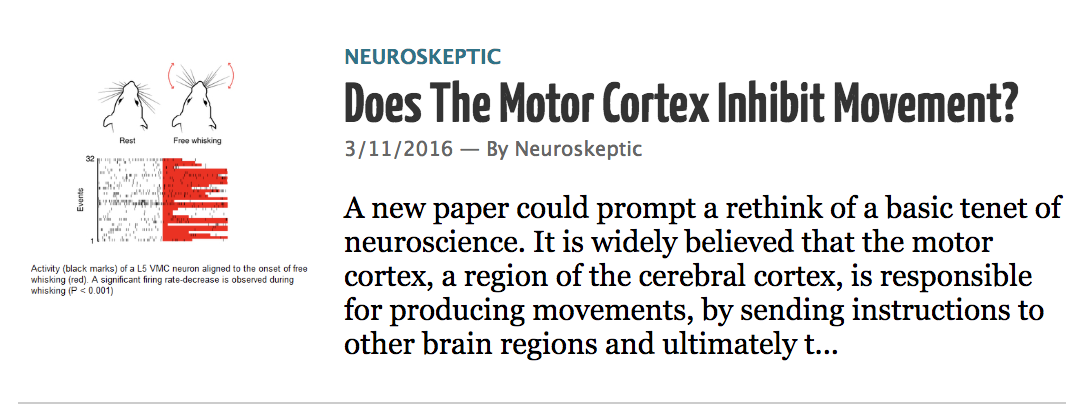 NEUROSKEPTIC
Does The Motor Cortex Inhibit Movement?
3/11/2016 — By Neuroskeptic
A new paper could prompt a rethink of a basic tenet of
neuroscience. It is widely believed that the motor
cortex, a region of the cerebral cortex, is responsible
for producing movements, by sending instructions to
other brain regions and ultimately t...
Rest
Free whisking
32
Events
1
Activity (black marks) of a L5 VMC neuron aligned to the onset of free
whisking (red). A significant firing rate-decrease is observed during
whisking (P < 0.001)